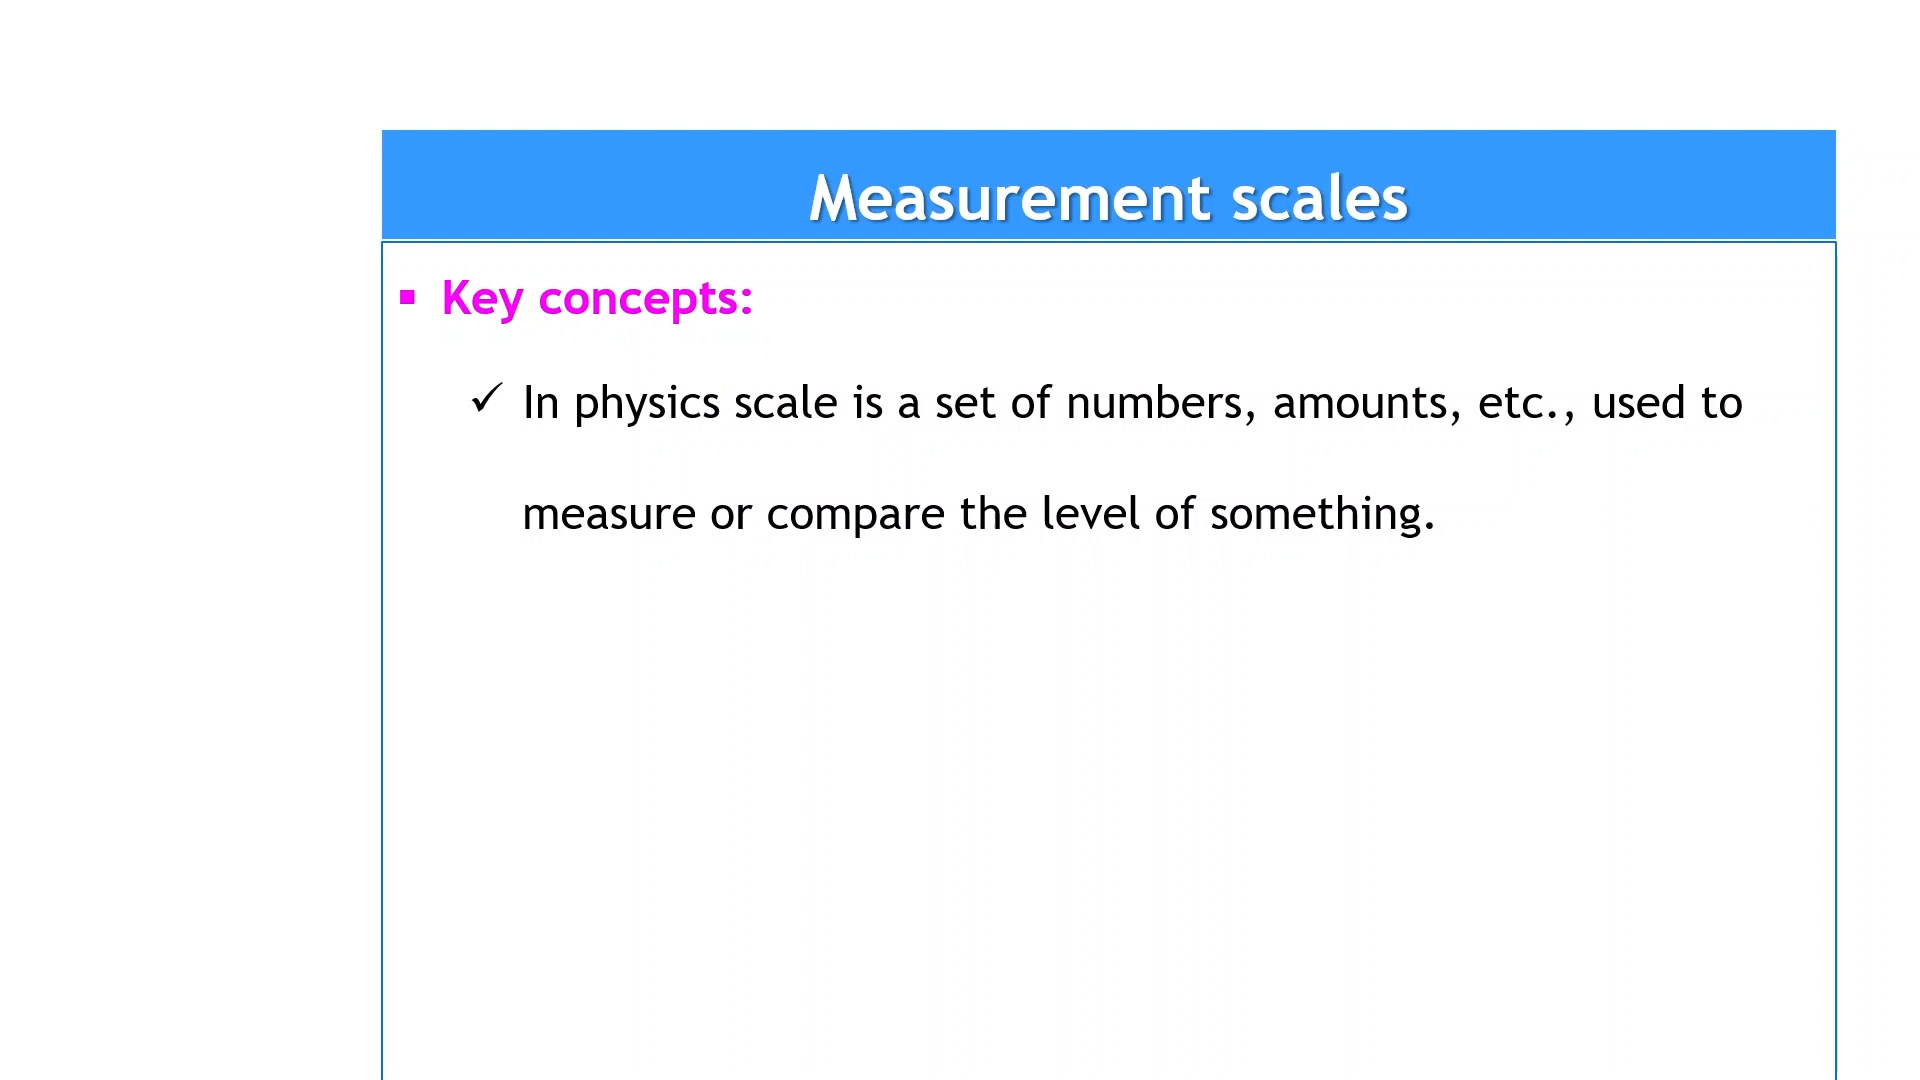 Measurement scales
▪ Key concepts:
✓ In physics scale is a set of numbers, amounts, etc., used to
measure or compare the level of something.